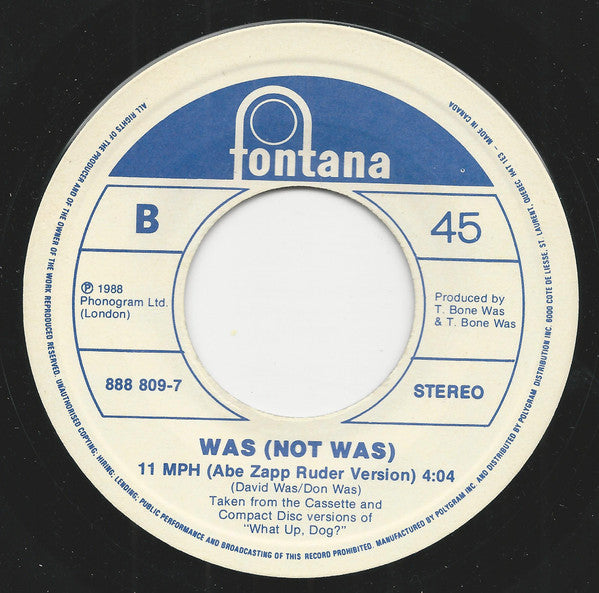 fontana
B
45
℗ 1988
Phonogram Ltd.
(London)
Produced by
T. Bone Was
& T. Bone Was
888 809-7
STEREO
WAS (NOT WAS)
11 MPH (Abe Zapp Ruder Version) 4:04
(David Was/Don Was)
Taken from the Cassette and
Compact Disc versions of
"What Up, Dog?"
ALL RIGHTS OF THE PRODUCER AND OF THE OWNER OF THE WORK REPRODUCED RESERVED. UNAUTHORISED COPYING, HIRING, LENDING, PUBLIC PERFORMANCE AND BROADCASTING OF THIS RECORD PROHIBITED. MANUFACTURED BY POLYGRAM INC. AND DISTRIBUTED BY POLYGRAM DISTRIBUTION INC. 6000 COTE DE LIESSE, ST. LAURENT, QUEBEC, H4T 1E3 – MADE IN CANADA